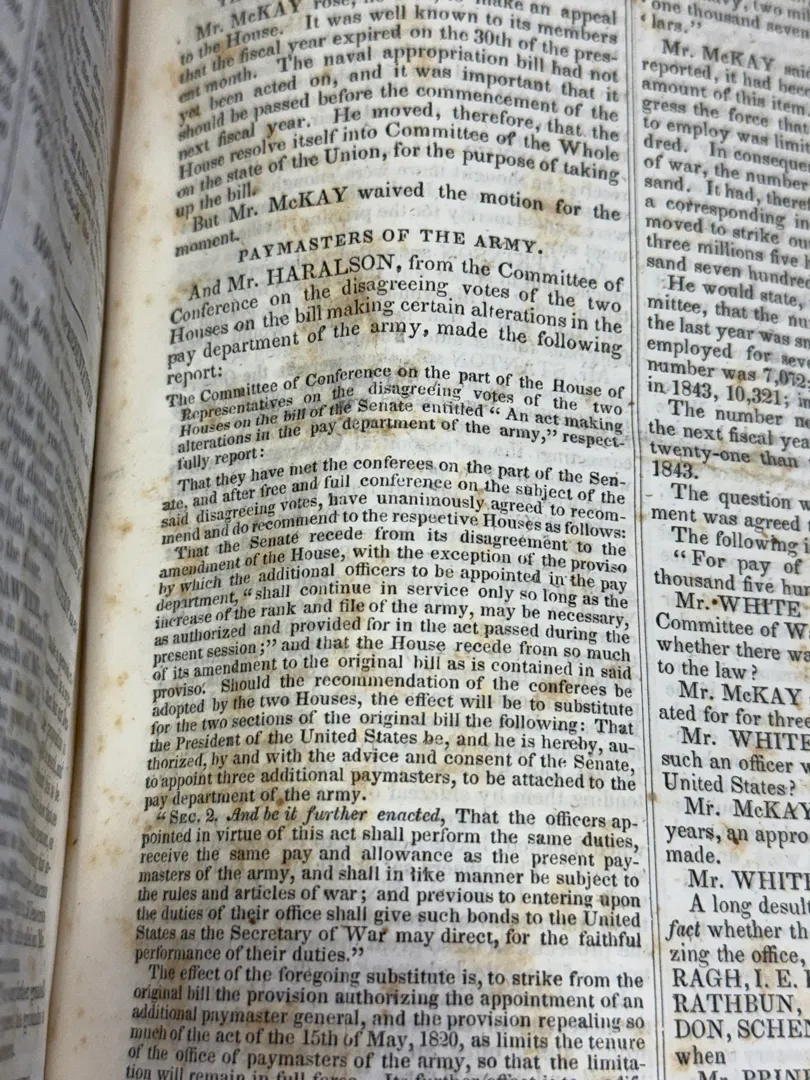 Mr. McKAY rose, to make an appeal
to the House. It was well known to its members
that the fiscal year expired on the 30th of the pres-
ent month. The naval appropriation bill had not
yet been acted on, and it was important that it
should be passed before the commencement of the
next fiscal year. He moved, therefore, that the
House resolve itself into Committee of the Whole
on the state of the Union, for the purpose of taking
up the bill.
But Mr. McKAY waived the motion for the
moment.
PAYMASTERS OF THE ARMY.
And Mr. HARALSON, from the Committee of
Conference on the disagreeing votes of the two
Houses on the bill making certain alterations in the
pay department of the army, made the following
report:
The Committee of Conference on the part of the House of
Representatives on the disagreeing votes of the two
Houses on the bill of the Senate entitled "An act making
alterations in the pay department of the army," respect-
fully report:
That they have met the conferees on the part of the Sen-
ate, and after free and full conference on the subject of the
said disagreeing votes, have unanimously agreed to recom-
mend and do recommend to the respective Houses as follows:
That the Senate recede from its disagreement to the
amendment of the House, with the exception of the proviso
by which the additional officers to be appointed in the pay
department, "shall continue in service only so long as the
increase of the rank and file of the army, may be necessary,
as authorized and provided for in the act passed during the
present session;" and that the House recede from so much
of its amendment to the original bill as is contained in said
proviso. Should the recommendation of the conferees be
adopted by the two Houses, the effect will be to substitute
for the two sections of the original bill the following: That
the President of the United States be, and he is hereby, au-
thorized, by and with the advice and consent of the Senate,
to appoint three additional paymasters, to be attached to the
pay department of the army.
"SEC. 2. And be it further enacted, That the officers ap-
pointed in virtue of this act shall perform the same duties,
receive the same pay and allowance as the present pay-
masters of the army, and shall in like manner be subject to
the rules and articles of war; and previous to entering upon
the duties of their office shall give such bonds to the United
States as the Secretary of War may direct, for the faithful
performance of their duties."
The effect of the foregoing substitute is, to strike from the
original bill the provision authorizing the appointment of an
additional paymaster general, and the provision repealing so
much of the act of the 15th of May, 1820, as limits the tenure
of the office of paymasters of the army, so that the limita-
tion will remain in full force.
two
one thousand seven
lars."
Mr. McKAY said
reported, it had been
amount of this item
gress the force that
to employ was limit
dred. In consequen
of war, the number
sand. It had, theref
a corresponding in
moved to strike out
three millions five h
sand seven hundred
He would state,
mittee, that the nu
the last year was sm
employed for seve
number was 7,072;
in 1843, 10,321; in
The number no
the next fiscal yea
twenty-one than
1843.
The question w
ment was agreed t
The following i
"For pay of
thousand five hun
Mr. WHITE
Committee of W
whether there wa
to the law?
Mr. McKAY
ated for for three
Mr. WHITE
such an officer w
United States?
Mr. McKAY
years, an appro
made.
Mr. WHITE
A long desult
fact whether th
zing the office,
RAGH, I. E.
RATHBUN,
DON, SCHEN
when
Mr.